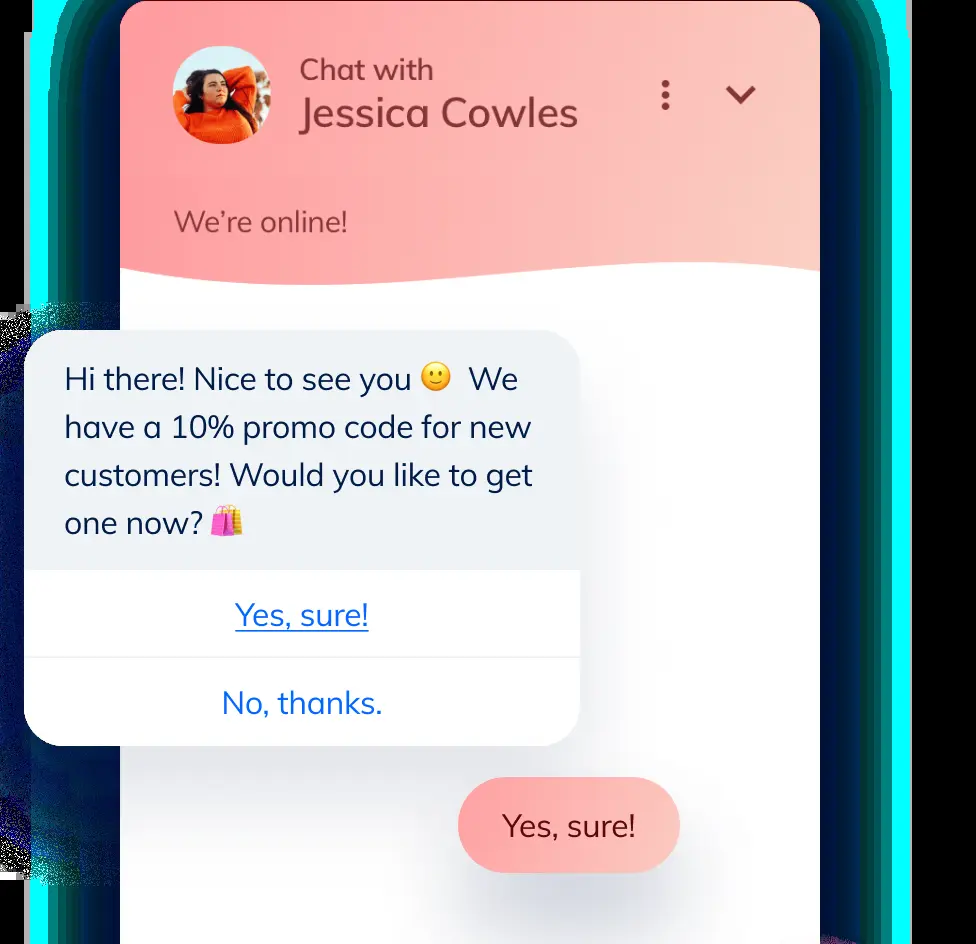 Chat with
Jessica Cowles
We're online!
Hi there! Nice to see you 🙂 We
have a 10% promo code for new
customers! Would you like to get
one now? 🛍️
Yes, sure!
No, thanks.
Yes, sure!